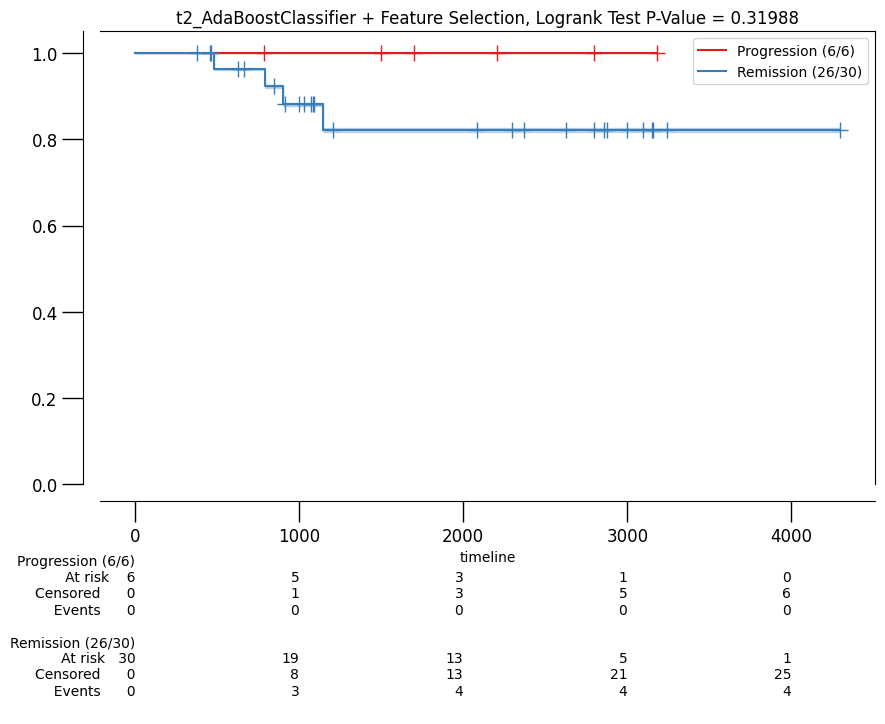 t2_AdaBoostClassifier + Feature Selection, Logrank Test P-Value = 0.31988
Progression (6/6)
Remission (26/30)
1.0
0.8
0.6
0.4
0.2
0.0
0 1000 2000 3000 4000
timeline
Progression (6/6)
At risk 6 5 3 1 0
Censored 0 1 3 5 6
Events 0 0 0 0 0
Remission (26/30)
At risk 30 19 13 5 1
Censored 0 8 13 21 25
Events 0 3 4 4 4